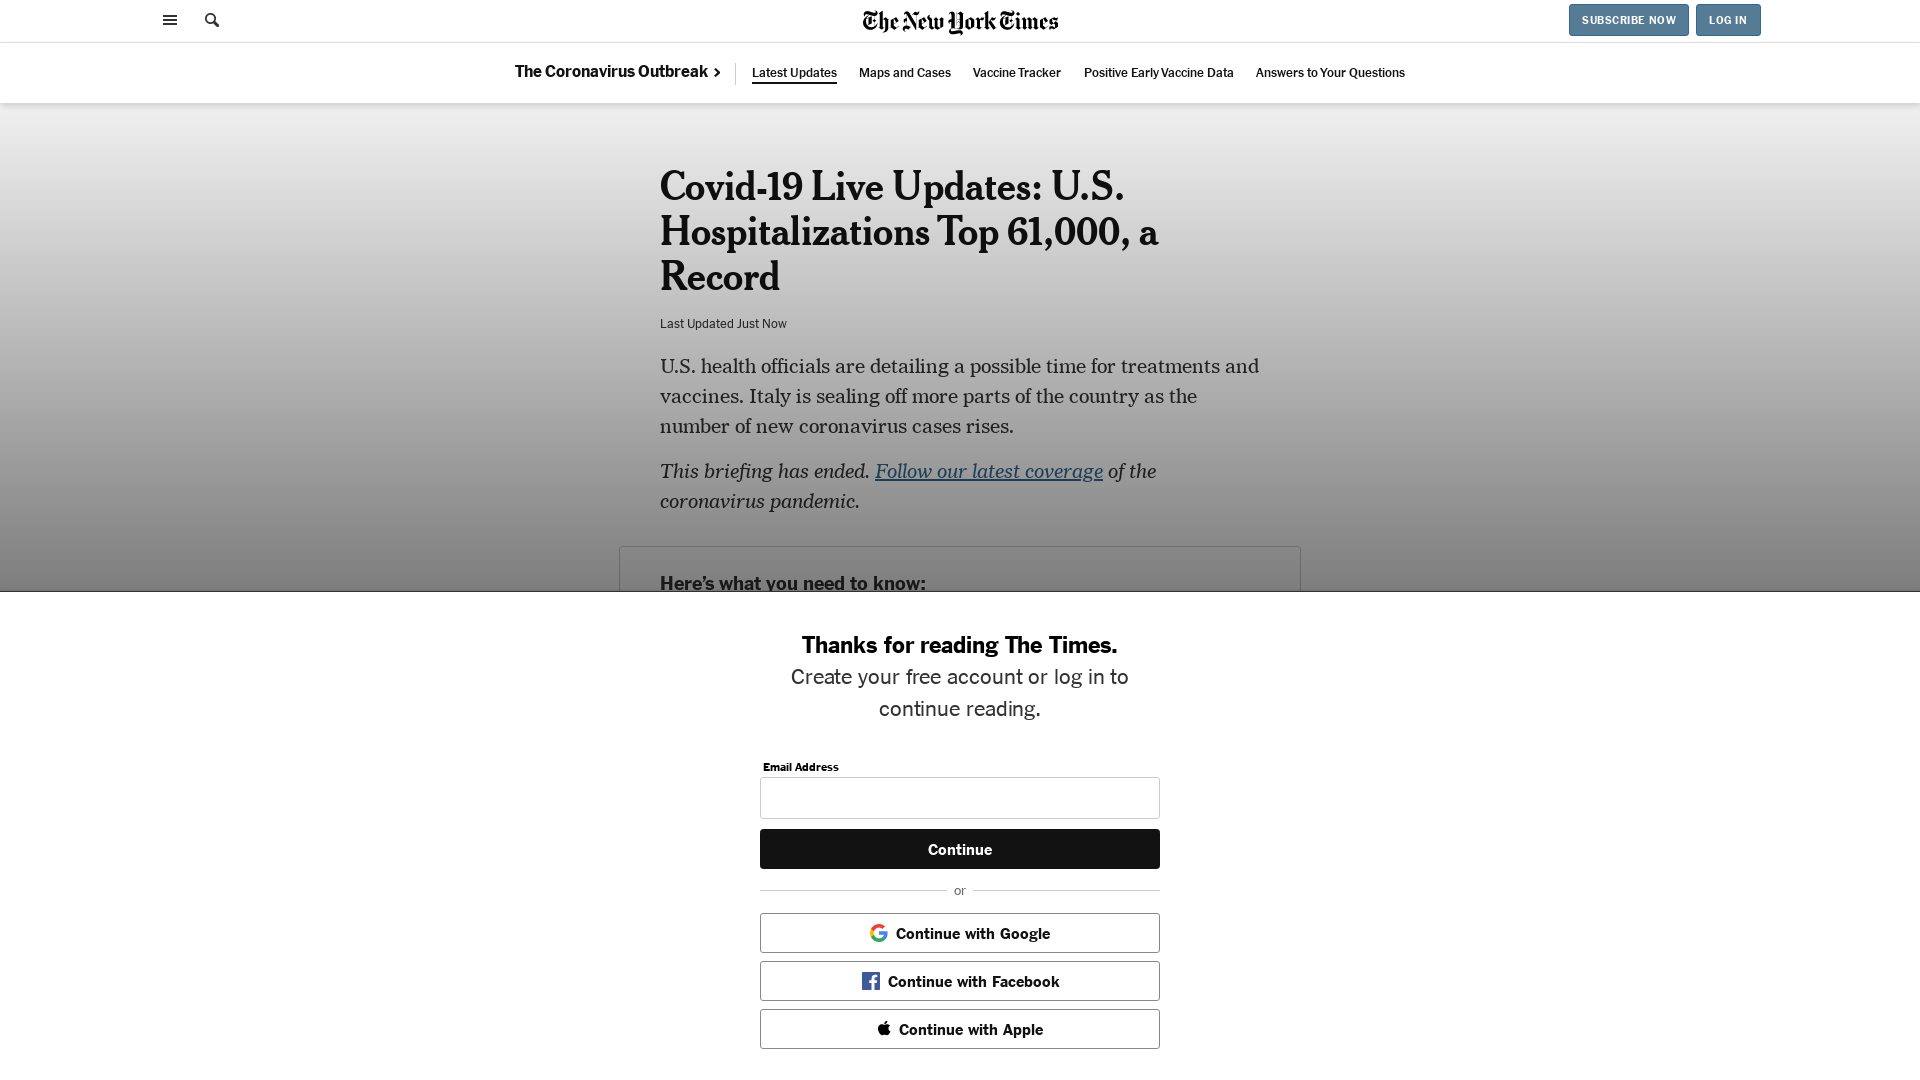 The New York Times
SUBSCRIBE NOW
LOG IN
The Coronavirus Outbreak
Latest Updates
Maps and Cases
Vaccine Tracker
Positive Early Vaccine Data
Answers to Your Questions
Covid-19 Live Updates: U.S.
Hospitalizations Top 61,000, a
Record
Last Updated Just Now
U.S. health officials are detailing a possible time for treatments and
vaccines. Italy is sealing off more parts of the country as the
number of new coronavirus cases rises.
This briefing has ended. Follow our latest coverage of the
coronavirus pandemic.
Here’s what you need to know:
Thanks for reading The Times.
Create your free account or log in to
continue reading.
Email Address
Continue
or
Continue with Google
Continue with Facebook
Continue with Apple